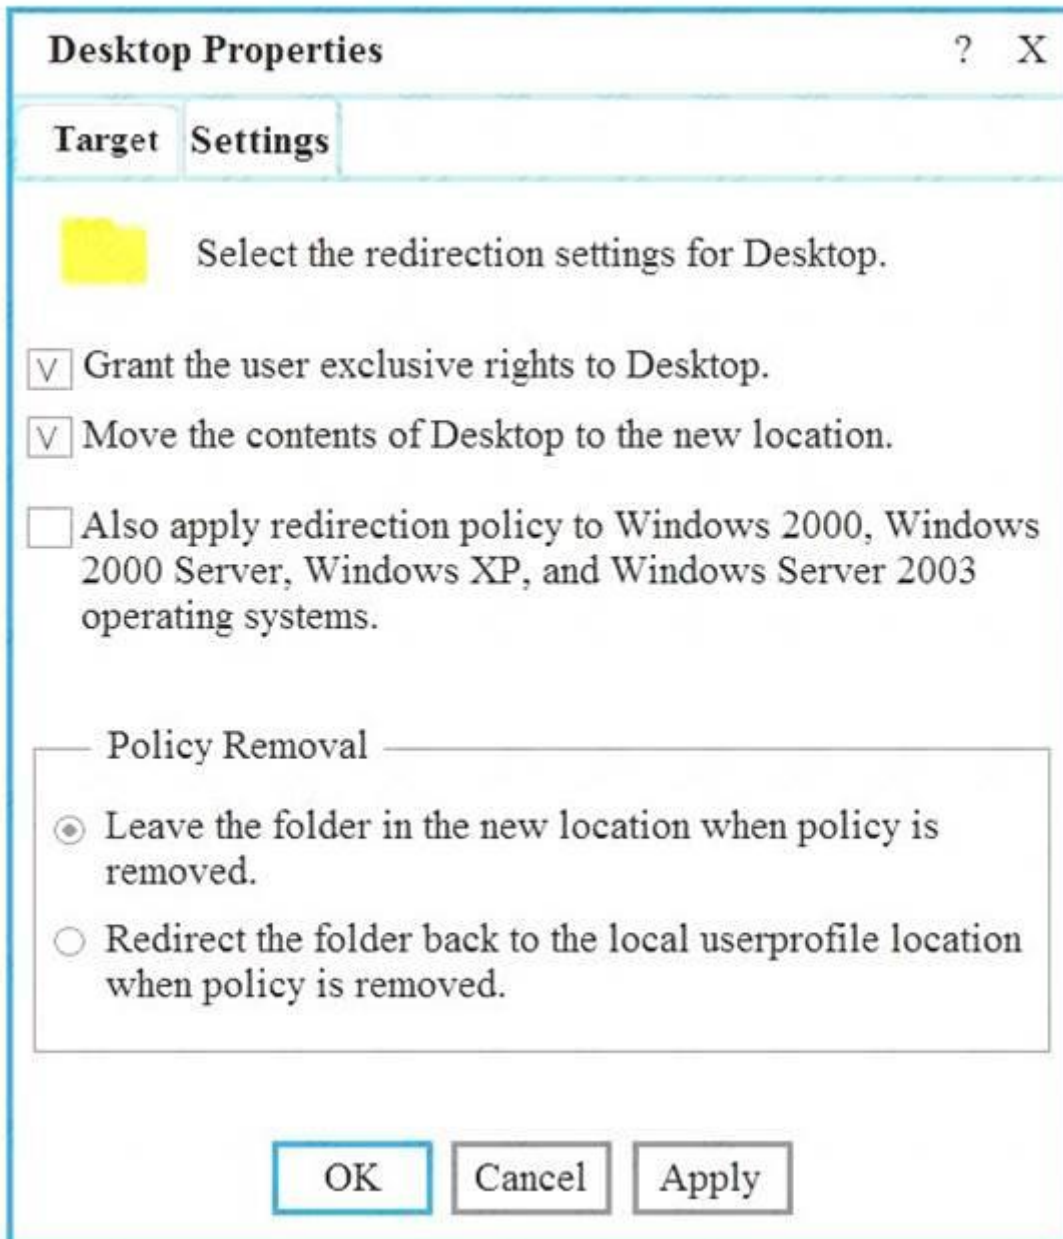 Desktop Properties ? X
Target Settings
Select the redirection settings for Desktop.
V Grant the user exclusive rights to Desktop.
V Move the contents of Desktop to the new location.
Also apply redirection policy to Windows 2000, Windows
2000 Server, Windows XP, and Windows Server 2003
operating systems.
Policy Removal
Leave the folder in the new location when policy is
removed.
Redirect the folder back to the local userprofile location
when policy is removed.
OK Cancel Apply